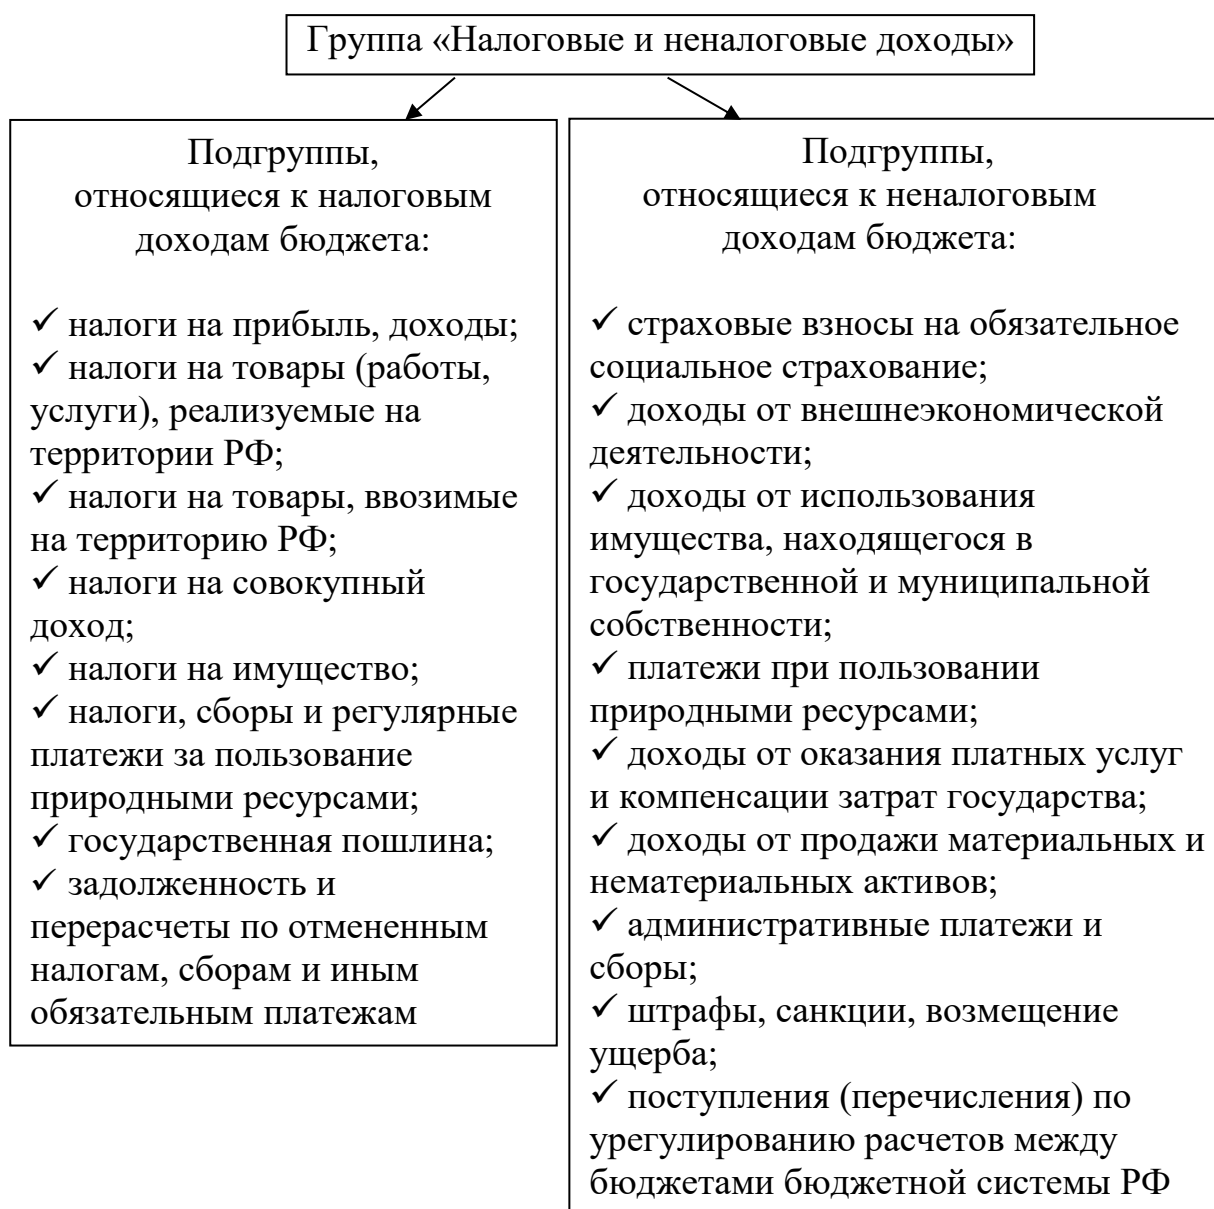 Группа «Налоговые и неналоговые доходы»
Подгруппы,
относящиеся к налоговым
доходам бюджета:
✓ налоги на прибыль, доходы;
✓ налоги на товары (работы,
услуги), реализуемые на
территории РФ;
✓ налоги на товары, ввозимые
на территорию РФ;
✓ налоги на совокупный
доход;
✓ налоги на имущество;
✓ налоги, сборы и регулярные
платежи за пользование
природными ресурсами;
✓ государственная пошлина;
✓ задолженность и
перерасчеты по отмененным
налогам, сборам и иным
обязательным платежам
Подгруппы,
относящиеся к неналоговым
доходам бюджета:
✓ страховые взносы на обязательное
социальное страхование;
✓ доходы от внешнеэкономической
деятельности;
✓ доходы от использования
имущества, находящегося в
государственной и муниципальной
собственности;
✓ платежи при пользовании
природными ресурсами;
✓ доходы от оказания платных услуг
и компенсации затрат государства;
✓ доходы от продажи материальных и
нематериальных активов;
✓ административные платежи и
сборы;
✓ штрафы, санкции, возмещение
ущерба;
✓ поступления (перечисления) по
урегулированию расчетов между
бюджетами бюджетной системы РФ